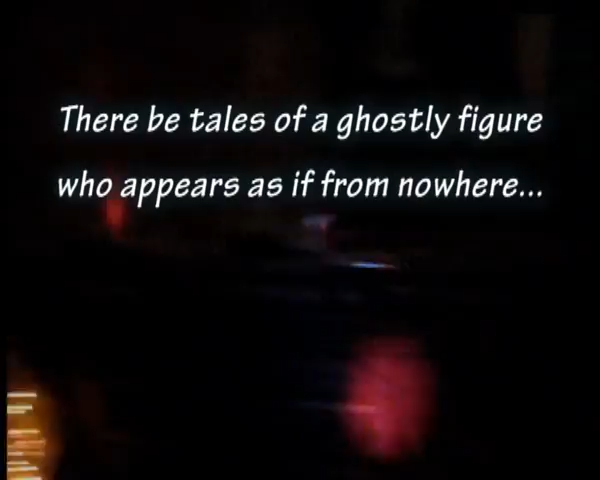 There be tales of a ghostly figure
who appears as if from nowhere...